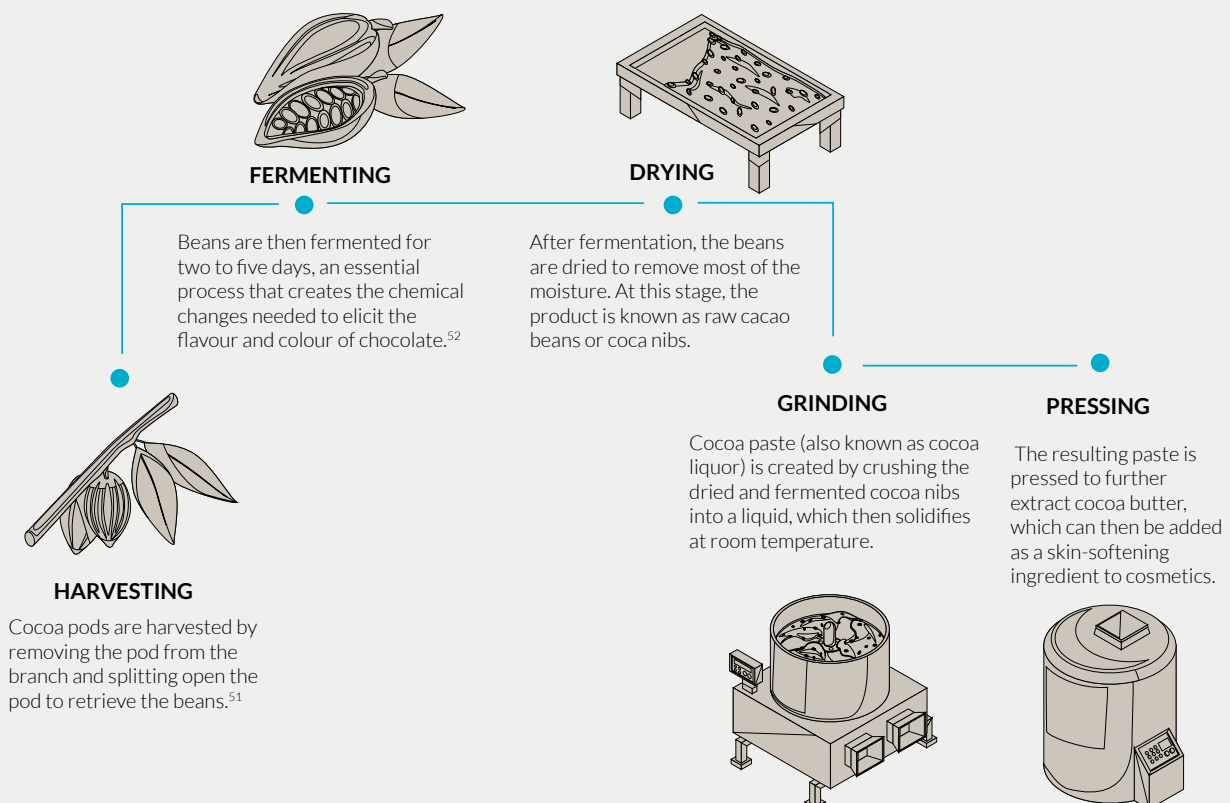 HARVESTING
Cocoa pods are harvested by
removing the pod from the
branch and splitting open the
pod to retrieve the beans.51
FERMENTING
Beans are then fermented for
two to five days, an essential
process that creates the chemical
changes needed to elicit the
flavour and colour of chocolate.52
DRYING
After fermentation, the beans
are dried to remove most of the
moisture. At this stage, the
product is known as raw cacao
beans or coca nibs.
GRINDING
Cocoa paste (also known as cocoa
liquor) is created by crushing the
dried and fermented cocoa nibs
into a liquid, which then solidifies
at room temperature.
PRESSING
The resulting paste is
pressed to further
extract cocoa butter,
which can then be added
as a skin-softening
ingredient to cosmetics.